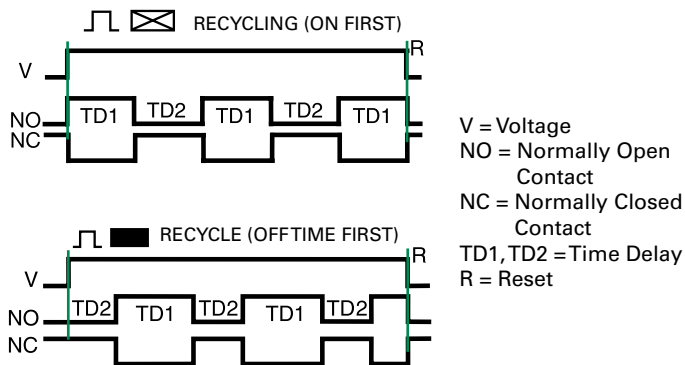 RECYCLING (ON FIRST)
R
V
NO
NC
TD1
TD2
TD1
TD2
TD1
V = Voltage
NO = Normally Open
Contact
NC = Normally Closed
Contact
TD1, TD2 = Time Delay
R = Reset
RECYCLE (OFFTIME FIRST)
R
V
NO
NC
TD2
TD1
TD2
TD1
TD2